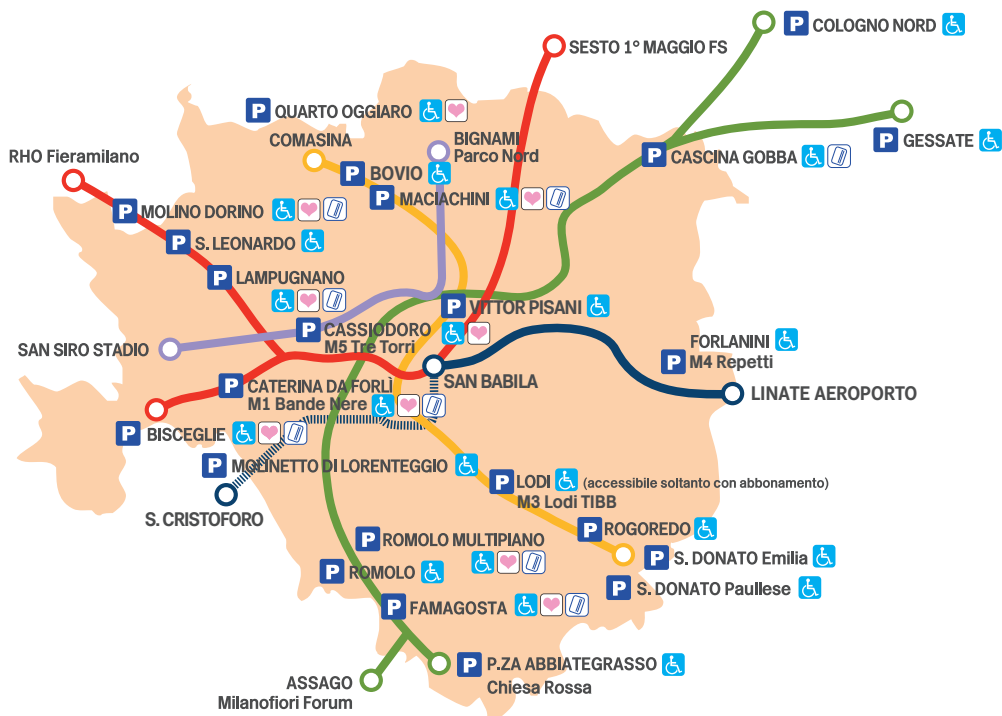 P COLOGNO NORD
SESTO 1° MAGGIO FS
P QUARTO OGGIARO
COMASINA
BIGNAMI
Parco Nord
P GESSATE
RHO Fieramilano
P CASCINA GOBBA
P BOVIO
P MACIACHINI
P MOLINO DORINO
P S. LEONARDO
P LAMPUGNANO
P VITTOR PISANI
P CASSIODORO
M5 Tre Torri
SAN SIRO STADIO
FORLANINI
P M4 Repetti
SAN BABILA
LINATE AEROPORTO
P CATERINA DA FORLÌ
M1 Bande Nere
P BISCEGLIE
P MOLINETTO DI LORENTEGGIO
P LODI (accessibile soltanto con abbonamento)
M3 Lodi TIBB
S. CRISTOFORO
P ROGOREDO
P ROMOLO MULTIPIANO
P S. DONATO Emilia
P ROMOLO
P S. DONATO Paullese
P FAMAGOSTA
P P.ZA ABBIATEGRASSO
Chiesa Rossa
ASSAGO
Milanofiori Forum